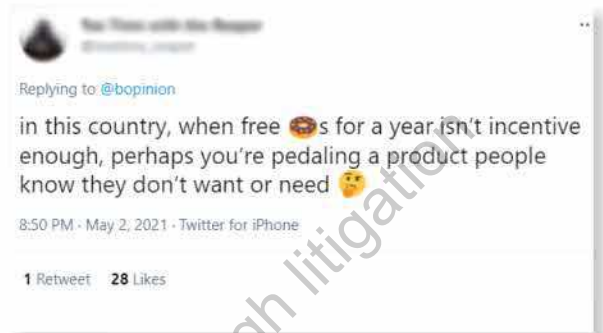 Replying to @bopinion
in this country, when free 🍩s for a year isn't incentive
enough, perhaps you're pedaling a product people
know they don't want or need 🤔
8:50 PM · May 2, 2021 · Twitter for iPhone
1 Retweet 28 Likes
litigation